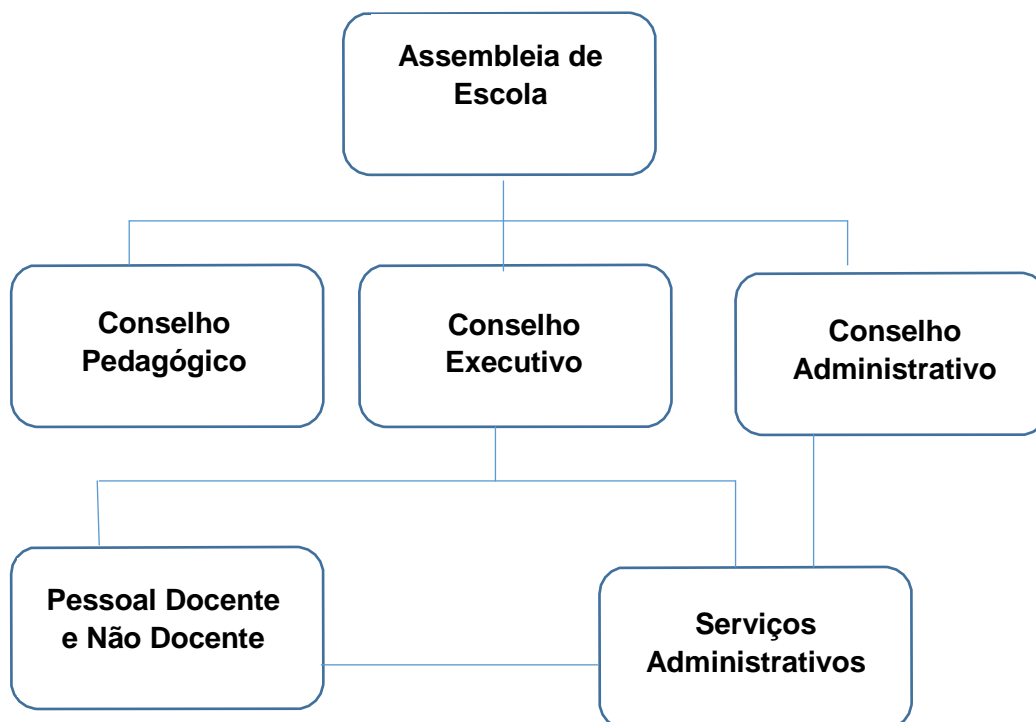 Assembleia de
Escola
Conselho
Pedagógico
Conselho
Executivo
Conselho
Administrativo
Pessoal Docente
e Não Docente
Serviços
Administrativos